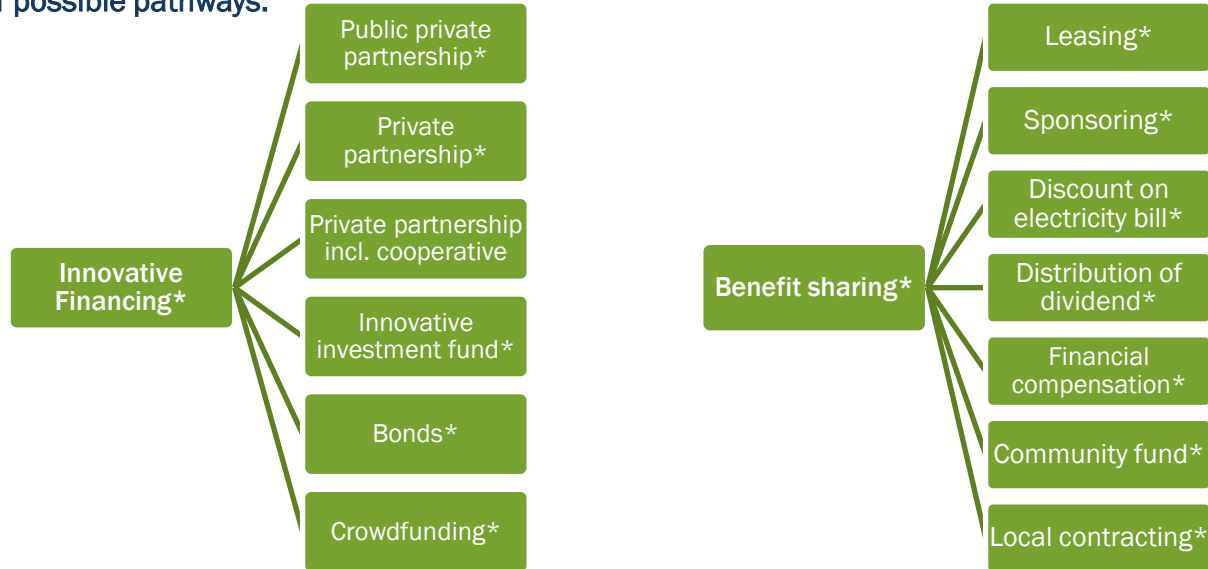 possible pathways.
Public private
partnership*
Private
partnership*
Private partnership
incl. cooperative
Innovative
Financing*
Innovative
investment fund*
Bonds*
Crowdfunding*
Leasing*
Sponsoring*
Discount on
electricity bill*
Benefit sharing*
Distribution of
dividend*
Financial
compensation*
Community fund*
Local contracting*